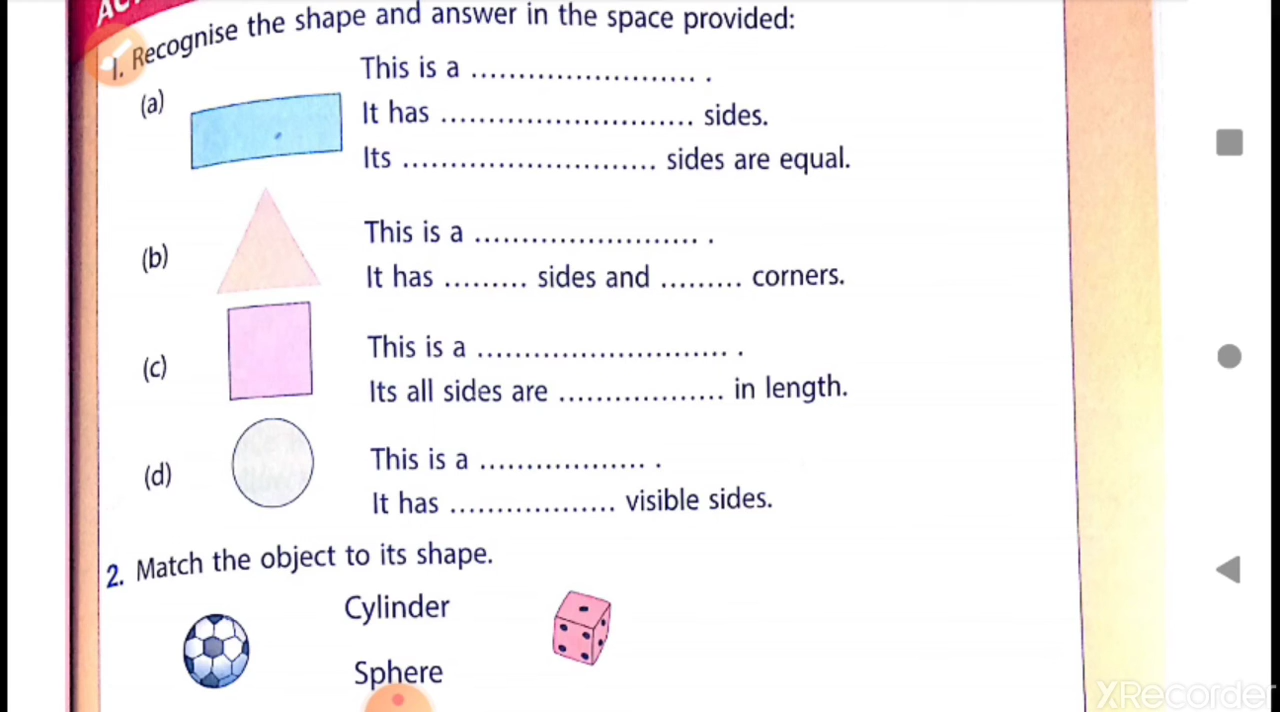 1. Recognise the shape and answer in the space provided:
(a)
This is a ........................ .
It has ........................... sides.
Its ........................... sides are equal.
(b)
This is a ........................ .
It has ......... sides and ......... corners.
(c)
This is a ........................... .
Its all sides are .................. in length.
(d)
This is a .................. .
It has .................. visible sides.
2. Match the object to its shape.
Cylinder
Sphere
XRecorder